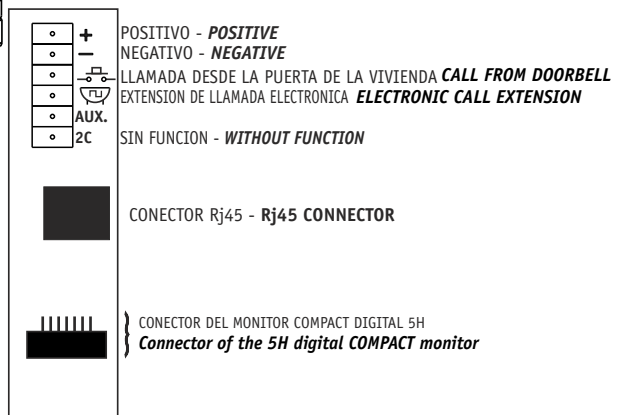 + POSITIVO - POSITIVE
− NEGATIVO - NEGATIVE
LLAMADA DESDE LA PUERTA DE LA VIVIENDA CALL FROM DOORBELL
EXTENSION DE LLAMADA ELECTRONICA ELECTRONIC CALL EXTENSION
AUX.
2C SIN FUNCION - WITHOUT FUNCTION
CONECTOR Rj45 - Rj45 CONNECTOR
CONECTOR DEL MONITOR COMPACT DIGITAL 5H
Connector of the 5H digital COMPACT monitor